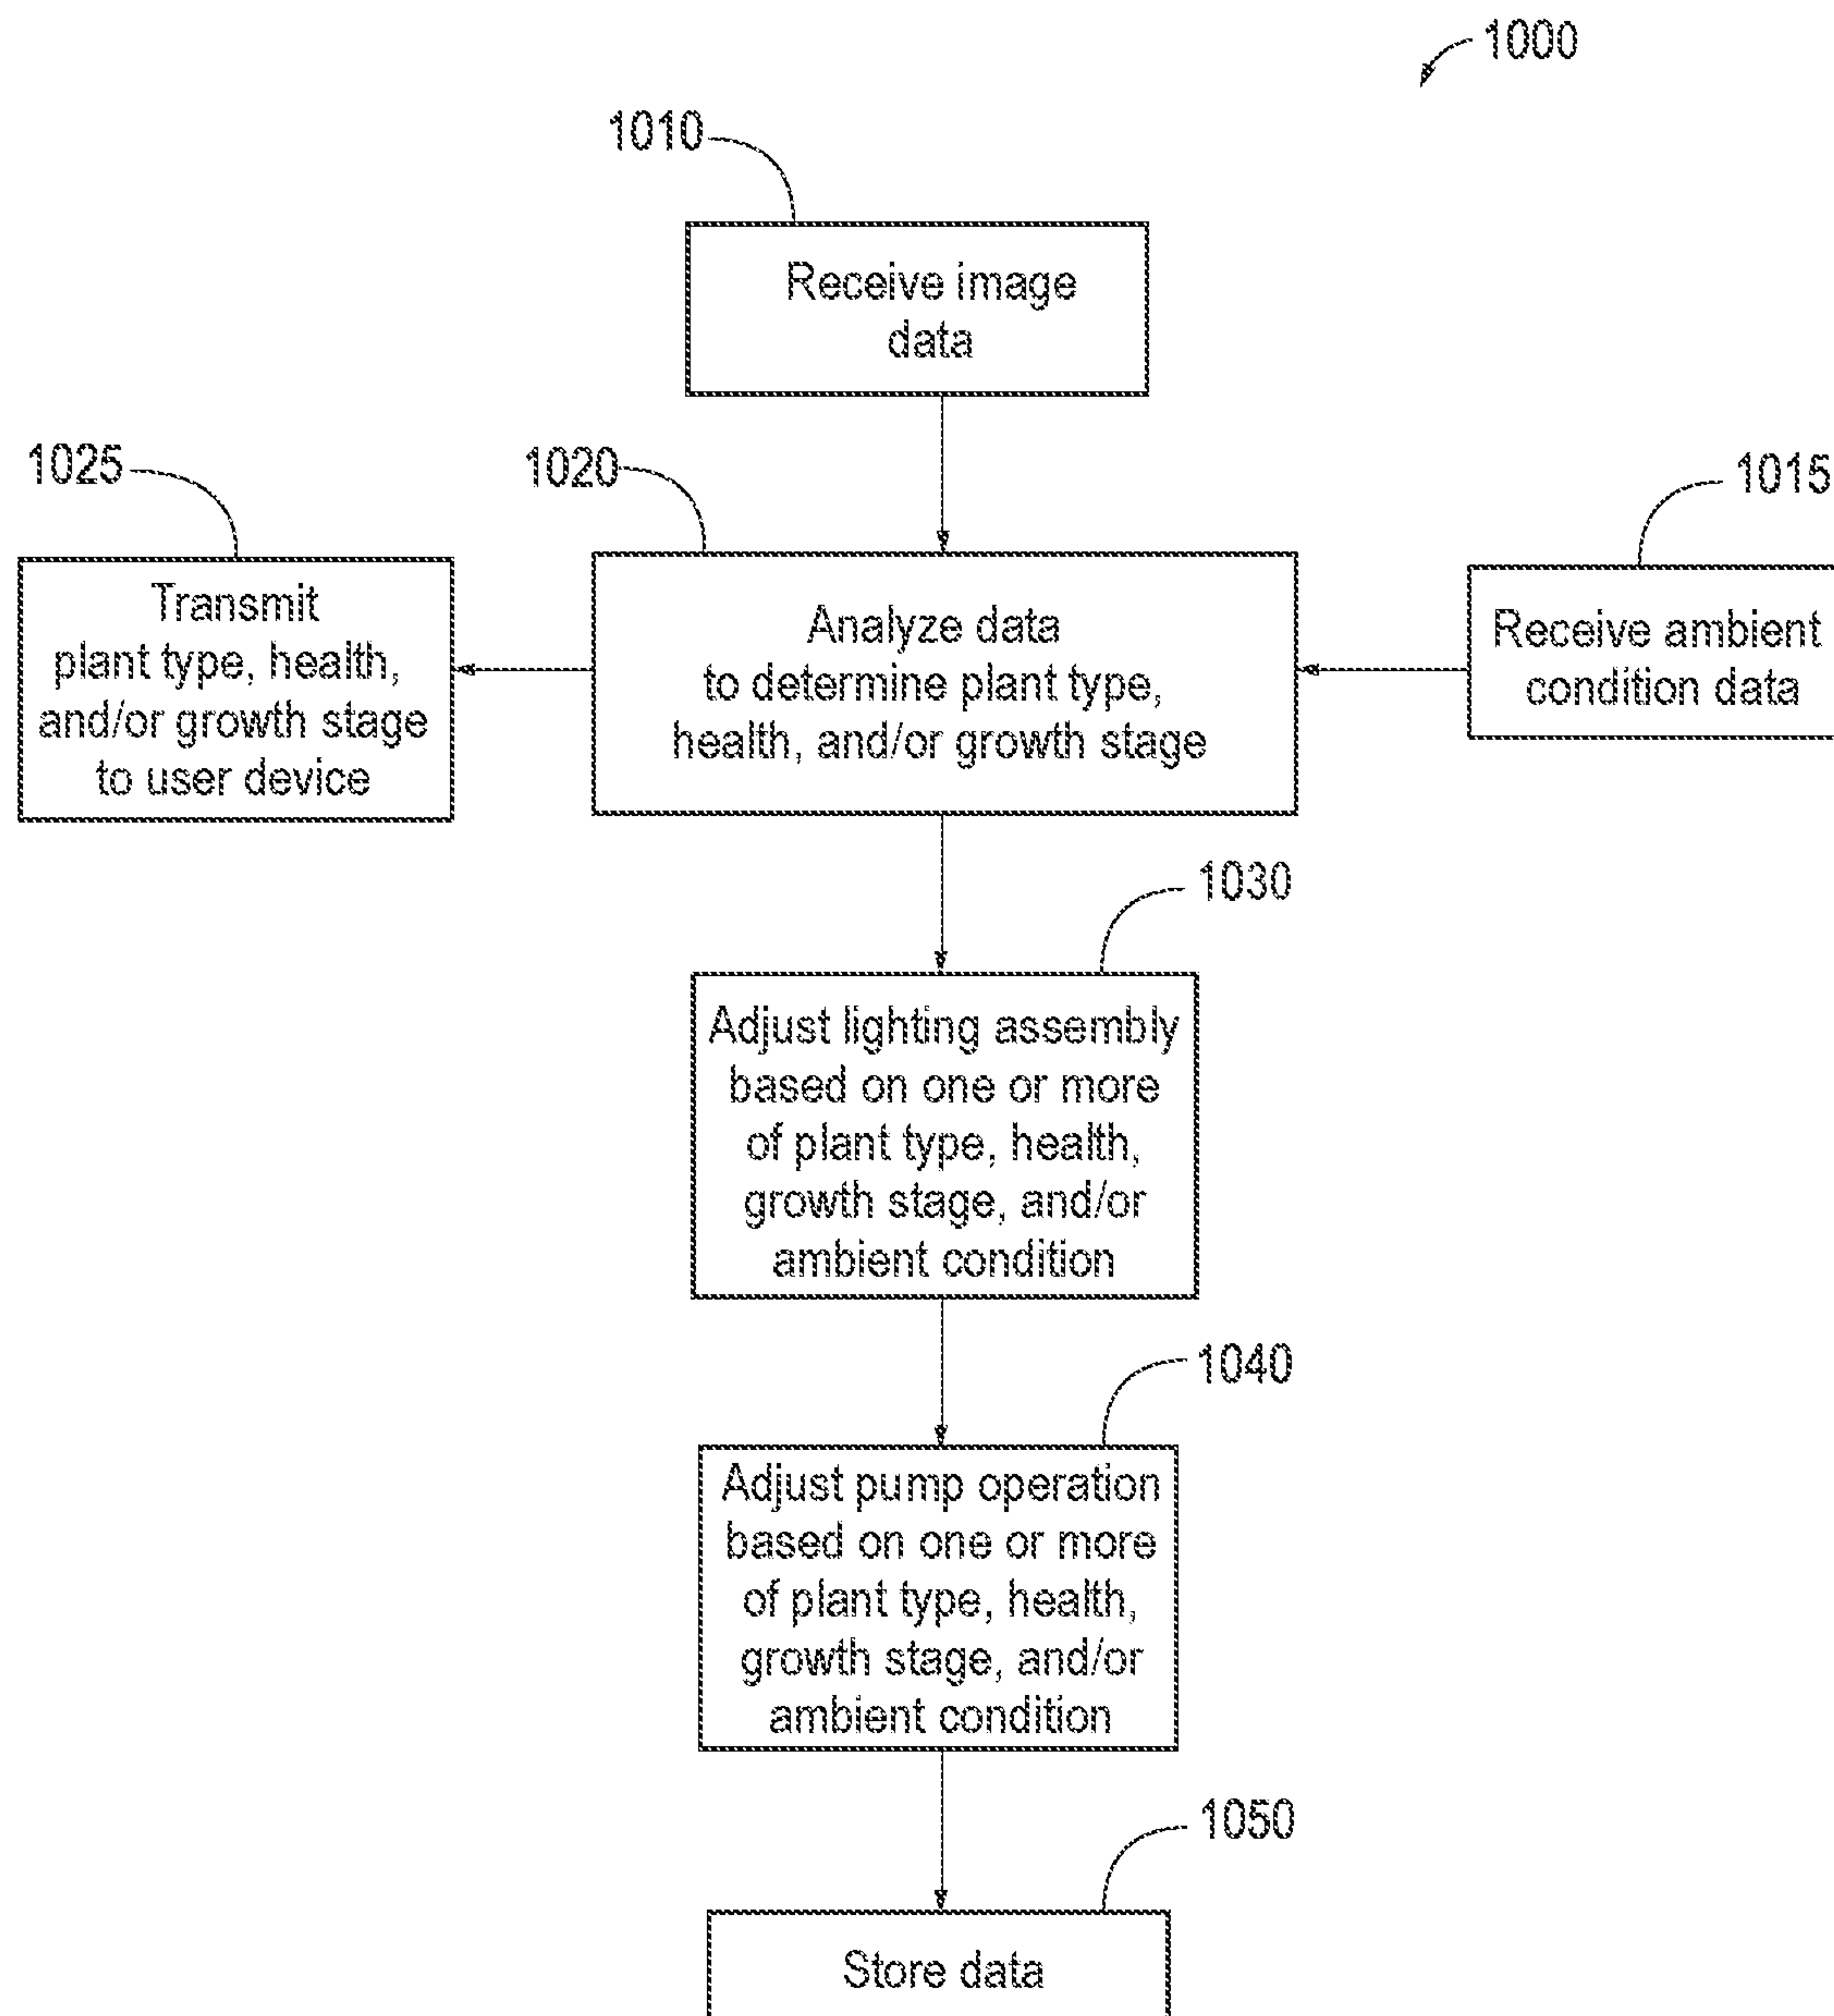 1000
1010
Receive image
data
1025
1020
1015
Transmit
plant type, health,
and/or growth stage
to user device
Analyze data
to determine plant type,
health, and/or growth stage
Receive ambient
condition data
1030
Adjust lighting assembly
based on one or more
of plant type, health,
growth stage, and/or
ambient condition
1040
Adjust pump operation
based on one or more
of plant type, health,
growth stage, and/or
ambient condition
1050
Store data